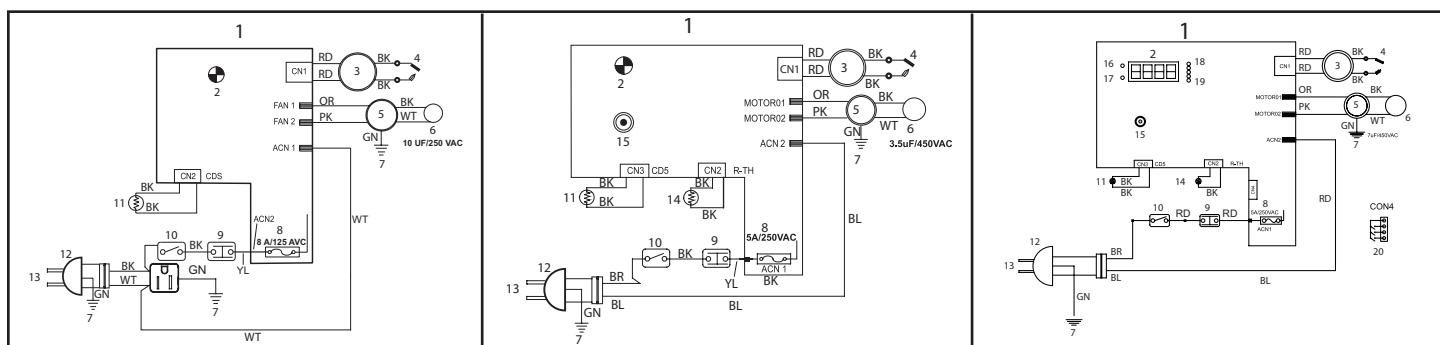 1
2
CN1
RD
RD
3
BK
BK
4
FAN 1
OR
FAN 2
PK
5
BK
WT
6
10 UF/250 VAC
GN
7
ACN 1
CN2
CDS
BK
11
BK
WT
ACN2
8
8 A/125 AVC
10
BK
9
YL
12
13
BK
WT
GN
GN
7
7
WT
1
2
CN1
RD
RD
3
BK
BK
4
MOTOR01
OR
MOTOR02
PK
5
BK
WT
6
3.5uF/450VAC
GN
7
15
ACN 2
CN3
CD5
CN2
R-TH
BK
11
BK
BK
14
BK
BL
8
5A/250VAC
10
BK
9
YL
ACN 1
BK
12
13
BR
GN
BL
BL
7
1
2
16
17
18
19
RD
RD
3
BK
BK
4
CN1
MOTOR01
OR
MOTOR02
PK
5
BK
WT
6
7uF/450VAC
GN
7
15
ACN2
CN3
CD5
CN2
R-TH
11
BK
BK
14
BK
CN4
RD
8
5A/250VAC
ACN1
10
RD
9
RD
CON4
20
12
13
BR
BL
BL
GN
7